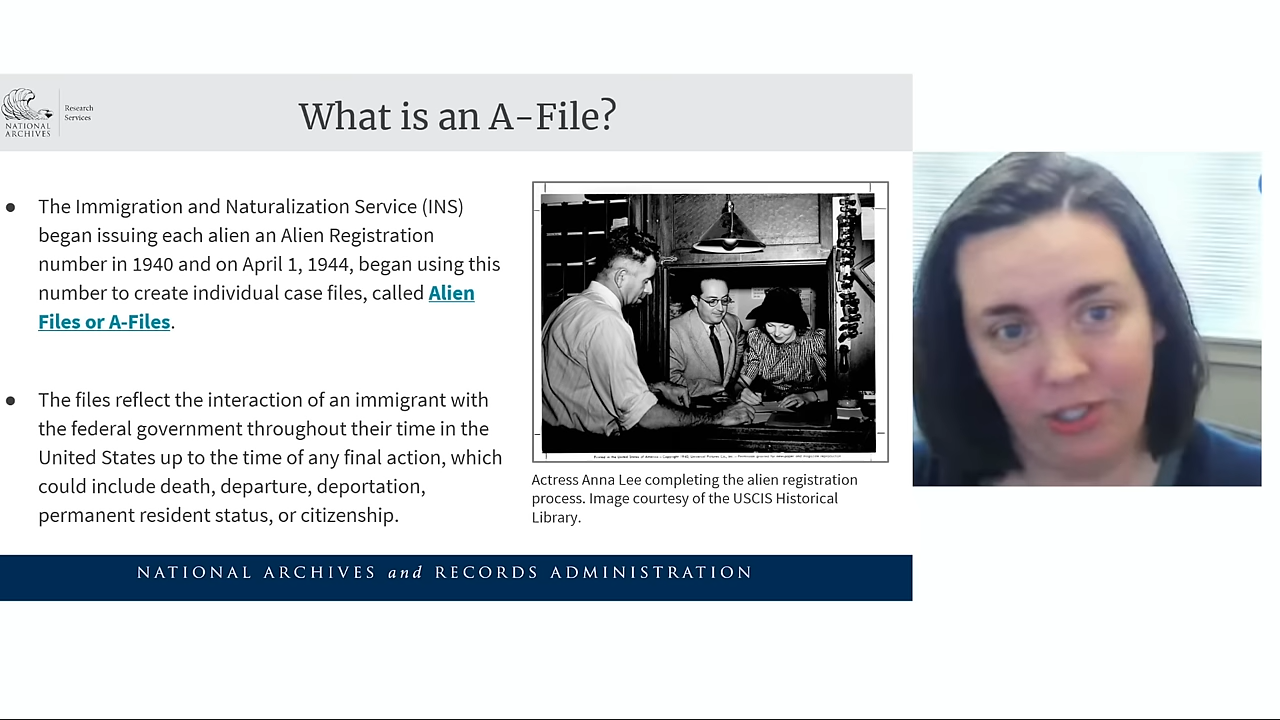 NATIONAL
ARCHIVES
Research
Services
What is an A-File?
● The Immigration and Naturalization Service (INS)
began issuing each alien an Alien Registration
number in 1940 and on April 1, 1944, began using this
number to create individual case files, called Alien
Files or A-Files.
● The files reflect the interaction of an immigrant with
the federal government throughout their time in the
United States up to the time of any final action, which
could include death, departure, deportation,
permanent resident status, or citizenship.
Actress Anna Lee completing the alien registration
process. Image courtesy of the USCIS Historical
Library.
NATIONAL ARCHIVES and RECORDS ADMINISTRATION